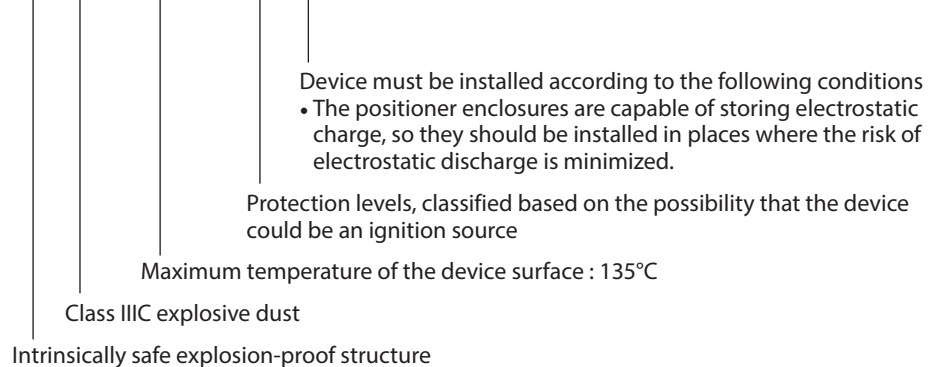 Device must be installed according to the following conditions
• The positioner enclosures are capable of storing electrostatic
charge, so they should be installed in places where the risk of
electrostatic discharge is minimized.
Protection levels, classified based on the possibility that the device
could be an ignition source
Maximum temperature of the device surface : 135°C
Class IIIC explosive dust
Intrinsically safe explosion-proof structure